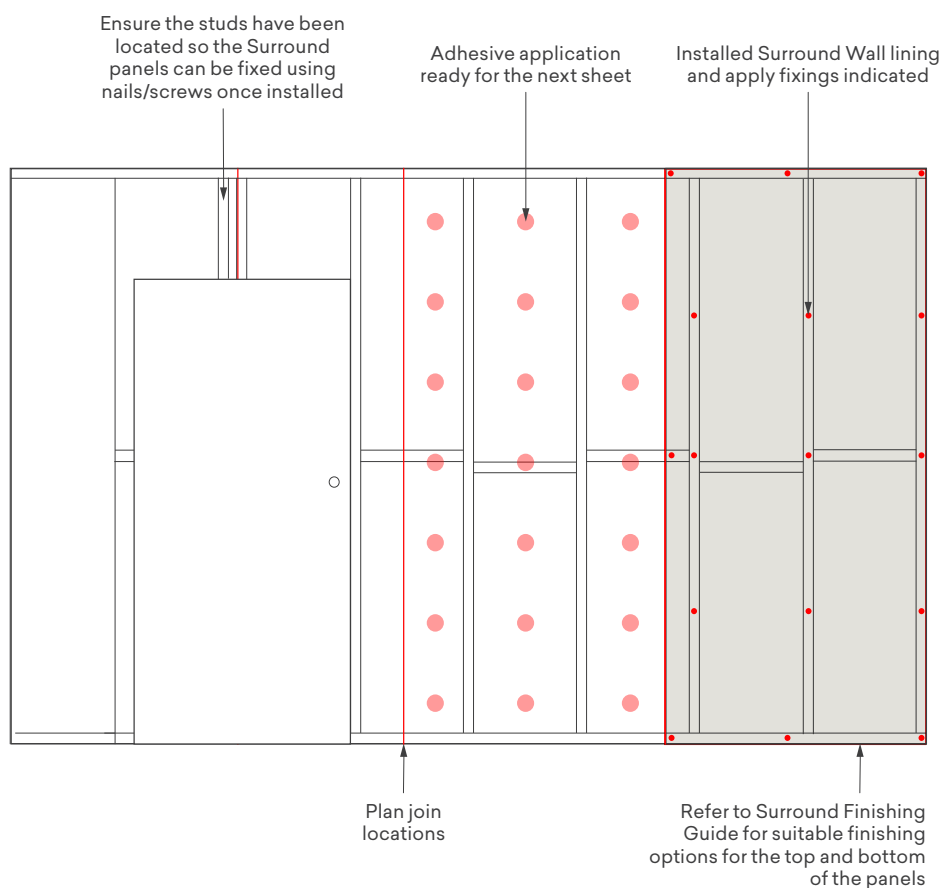 Ensure the studs have been
located so the Surround
panels can be fixed using
nails/screws once installed
Adhesive application
ready for the next sheet
Installed Surround Wall lining
and apply fixings indicated
Plan join
locations
Refer to Surround Finishing
Guide for suitable finishing
options for the top and bottom
of the panels